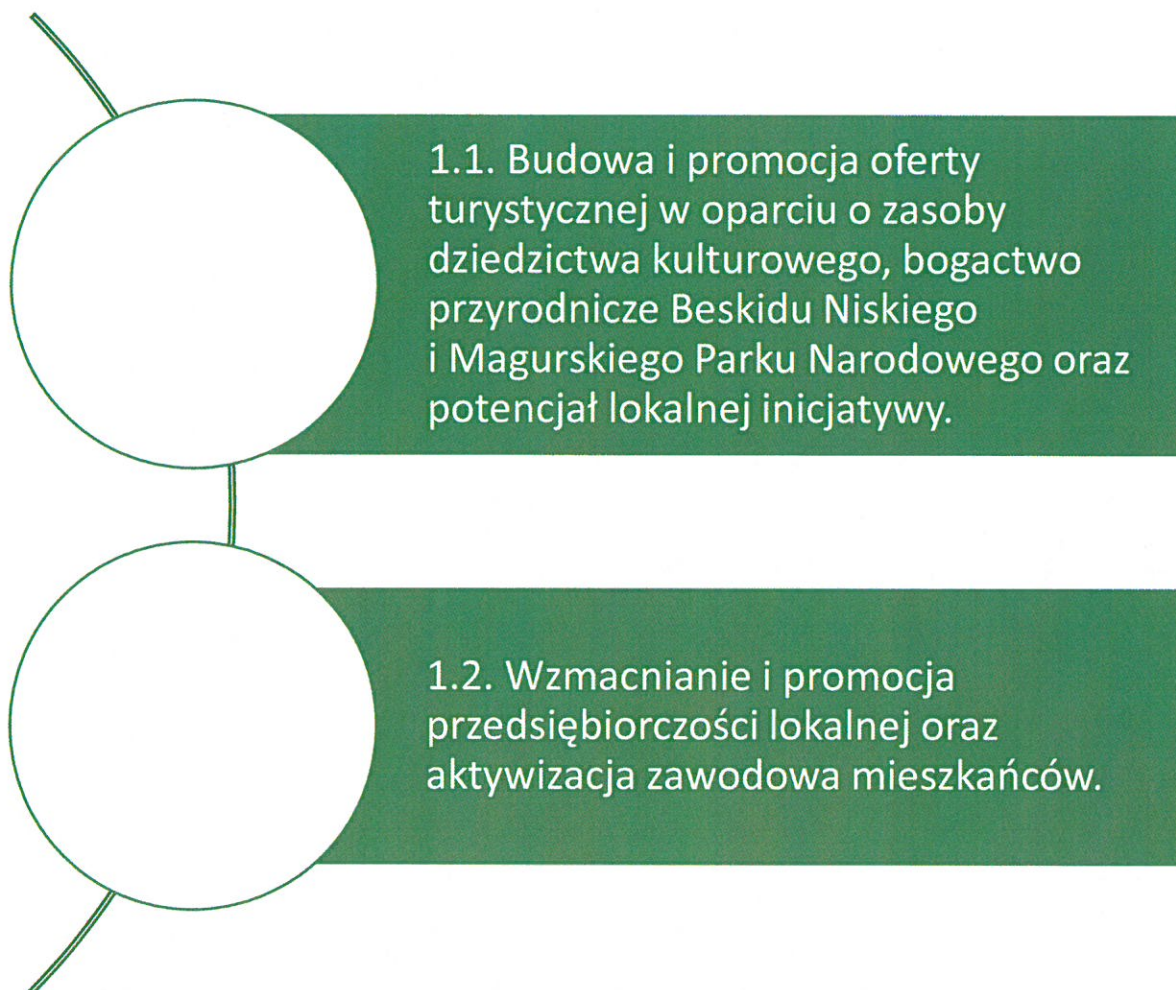 1.1. Budowa i promocja oferty
turystycznej w oparciu o zasoby
dziedzictwa kulturowego, bogactwo
przyrodnicze Beskidu Niskiego
i Magurskiego Parku Narodowego oraz
potencjał lokalnej inicjatywy.
1.2. Wzmacnianie i promocja
przedsiębiorczości lokalnej oraz
aktywizacja zawodowa mieszkańców.